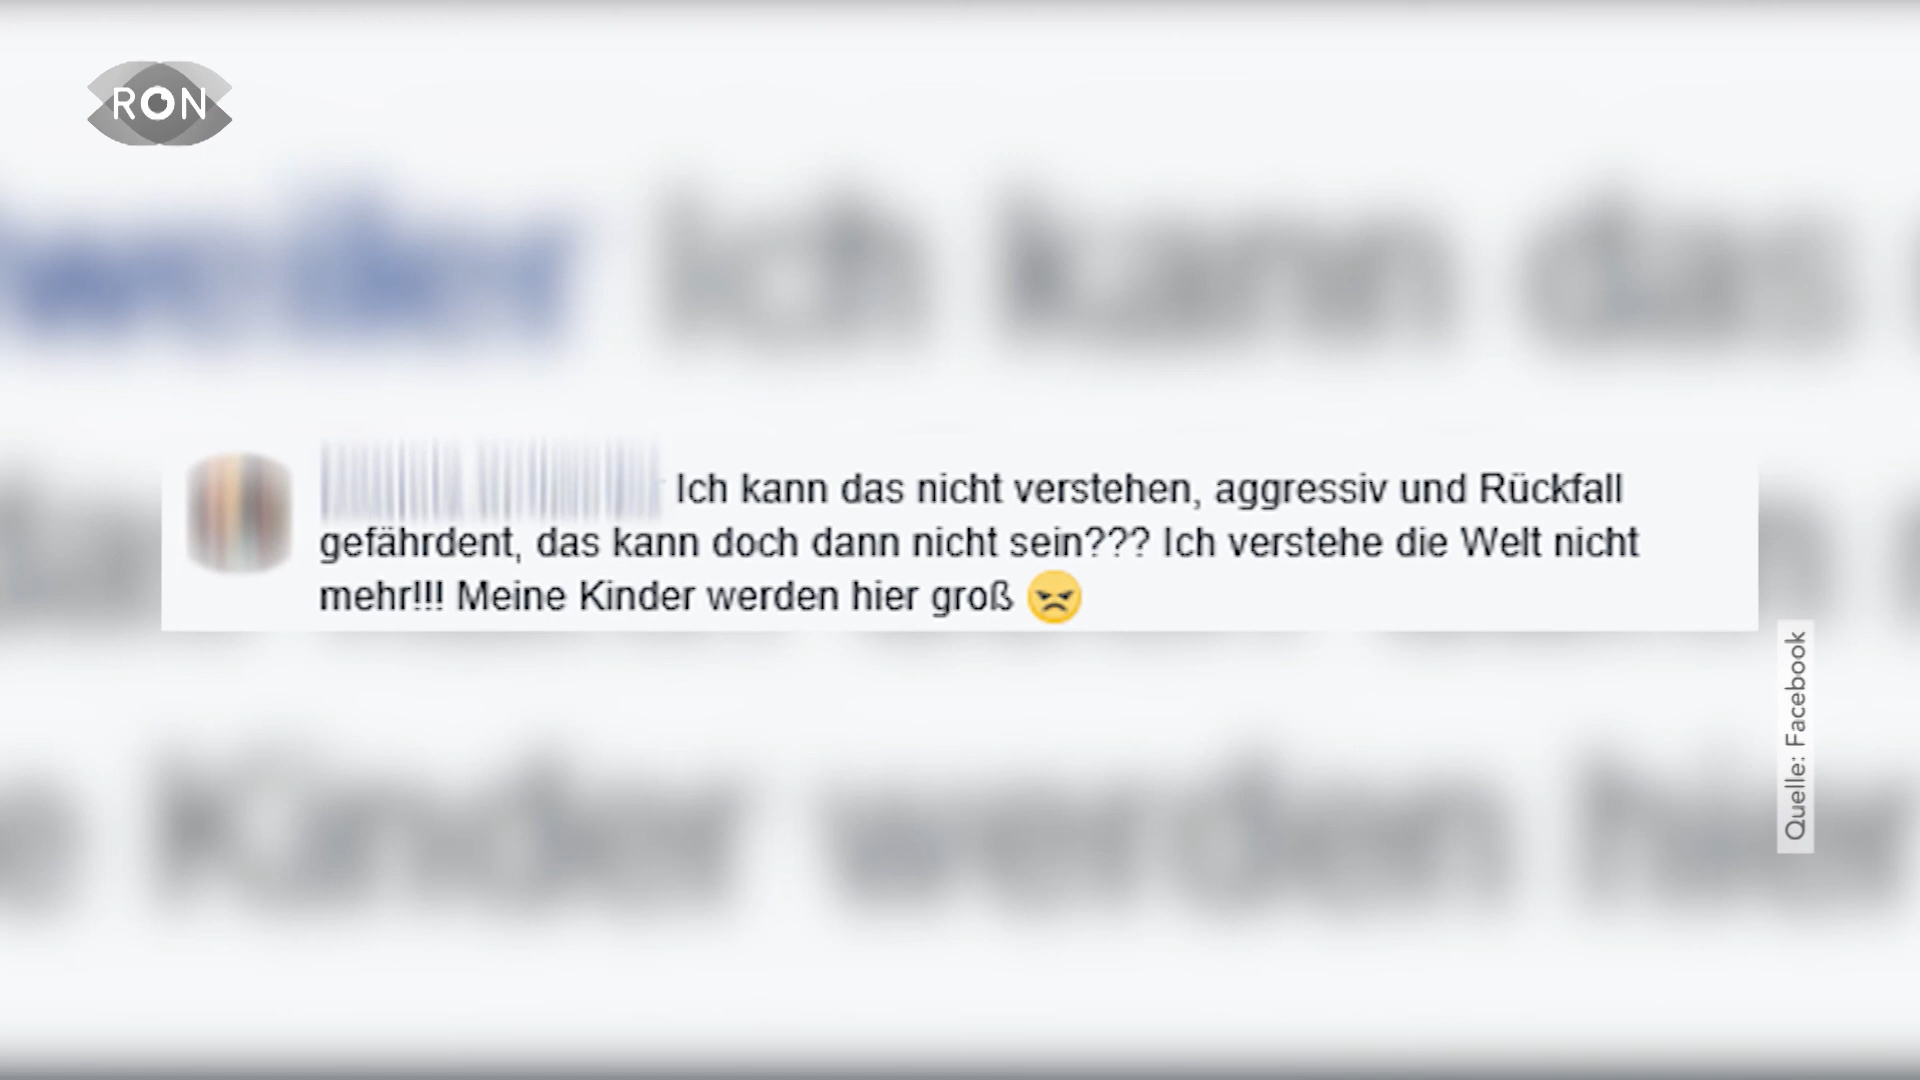 RON
Ich kann das nicht verstehen, aggressiv und Rückfall
gefährdent, das kann doch dann nicht sein??? Ich verstehe die Welt nicht
mehr!!! Meine Kinder werden hier groß 😠
Quelle: Facebook